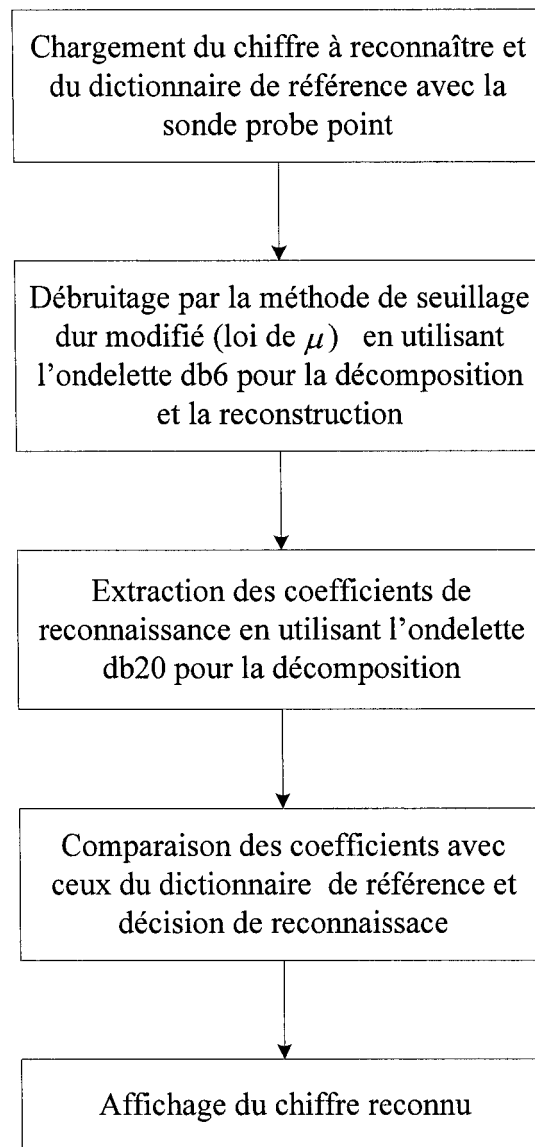 Chargement du chiffre à reconnaître et
du dictionnaire de référence avec la
sonde probe point
Débruitage par la méthode de seuillage
dur modifié (loi de μ) en utilisant
l'ondelette db6 pour la décomposition
et la reconstruction
Extraction des coefficients de
reconnaissance en utilisant l'ondelette
db20 pour la décomposition
Comparaison des coefficients avec
ceux du dictionnaire de référence et
décision de reconnaissace
Affichage du chiffre reconnu